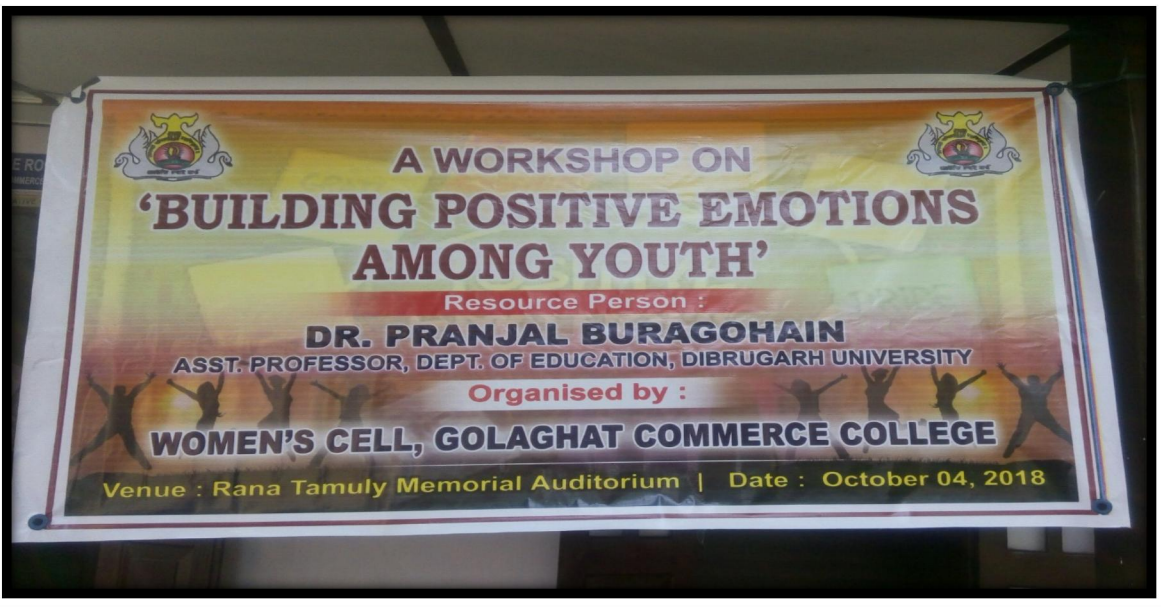 A WORKSHOP ON
‘BUILDING POSITIVE EMOTIONS
AMONG YOUTH’
Resource Person :
DR. PRANJAL BURAGOHAIN
ASST. PROFESSOR, DEPT. OF EDUCATION, DIBRUGARH UNIVERSITY
Organised by :
WOMEN’S CELL, GOLAGHAT COMMERCE COLLEGE
Venue : Rana Tamuly Memorial Auditorium | Date : October 04, 2018